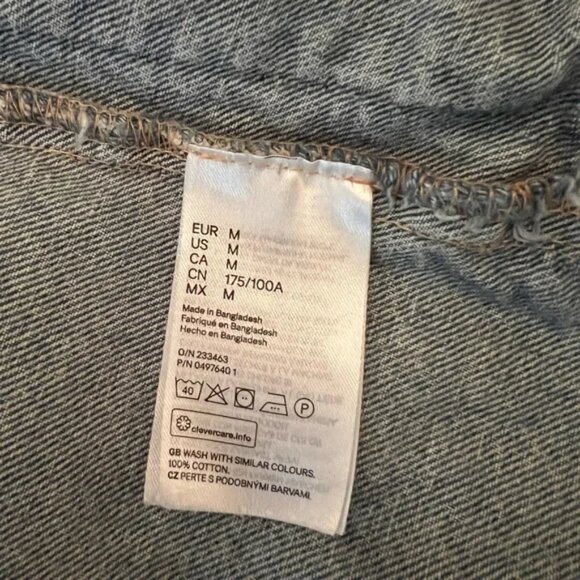 EUR M
US M
CA M
CN 175/100A
MX M
Made in Bangladesh
Fabriqué en Bangladesh
Hecho en Bangladesh
O/N 233463
P/N 0497640 1
40 P
clevercare.info
GB WASH WITH SIMILAR COLOURS.
100% COTTON.
CZ PERTE S PODOBNÝMI BARVAMI.